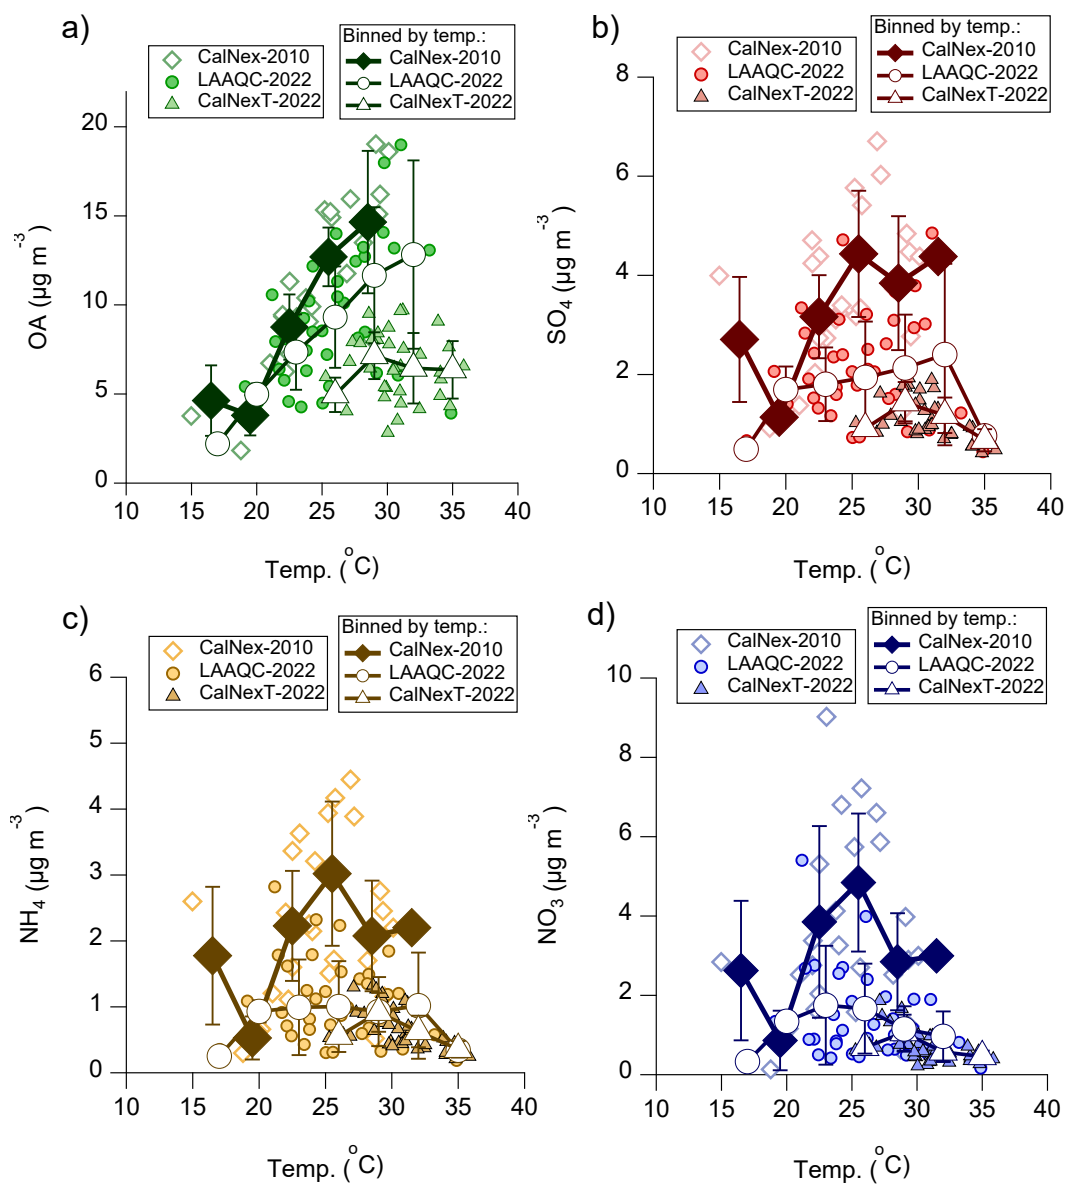 a)
CalNex-2010
LAAQC-2022
CalNexT-2022
Binned by temp.:
CalNex-2010
LAAQC-2022
CalNexT-2022
20
15
10
5
0
OA (µg m⁻³)
10 15 20 25 30 35 40
Temp. (°C)
b)
CalNex-2010
LAAQC-2022
CalNexT-2022
Binned by temp.:
CalNex-2010
LAAQC-2022
CalNexT-2022
8
6
4
2
0
SO₄ (µg m⁻³)
10 15 20 25 30 35 40
Temp. (°C)
c)
CalNex-2010
LAAQC-2022
CalNexT-2022
Binned by temp.:
CalNex-2010
LAAQC-2022
CalNexT-2022
6
5
4
3
2
1
0
NH₄ (µg m⁻³)
10 15 20 25 30 35 40
Temp. (°C)
d)
CalNex-2010
LAAQC-2022
CalNexT-2022
Binned by temp.:
CalNex-2010
LAAQC-2022
CalNexT-2022
10
8
6
4
2
0
NO₃ (µg m⁻³)
10 15 20 25 30 35 40
Temp. (°C)